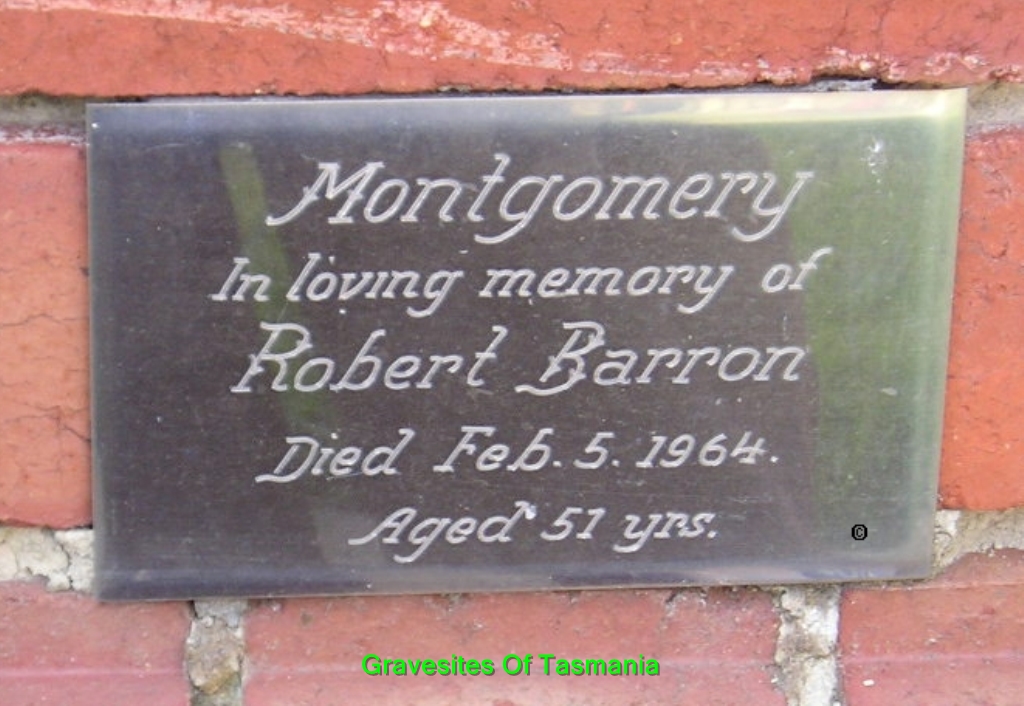 Montgomery
In loving memory of
Robert Barron
Died Feb. 5. 1964.
Aged 51 yrs.
©
Gravesites Of Tasmania